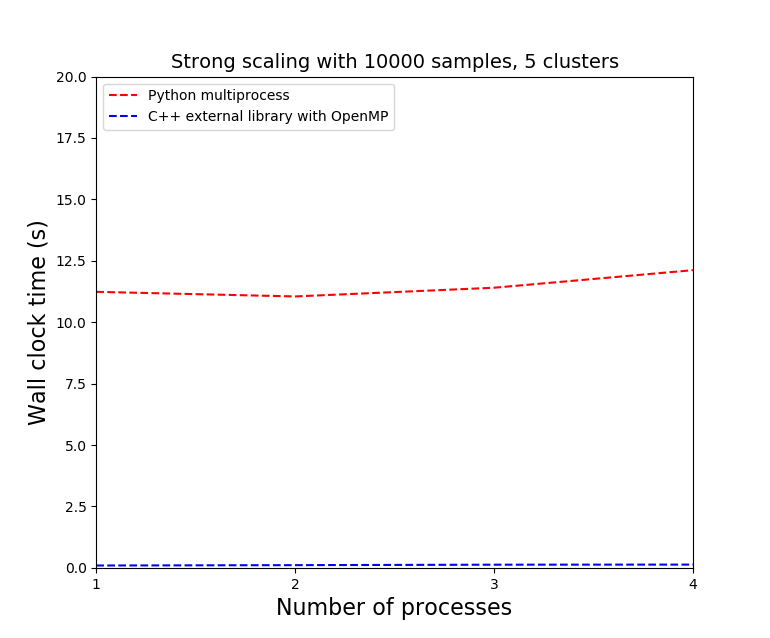 Strong scaling with 10000 samples, 5 clusters
20.0
17.5
15.0
12.5
10.0
7.5
5.0
2.5
0.0
Python multiprocess
C++ external library with OpenMP
Wall clock time (s)
1 2 3 4
Number of processes